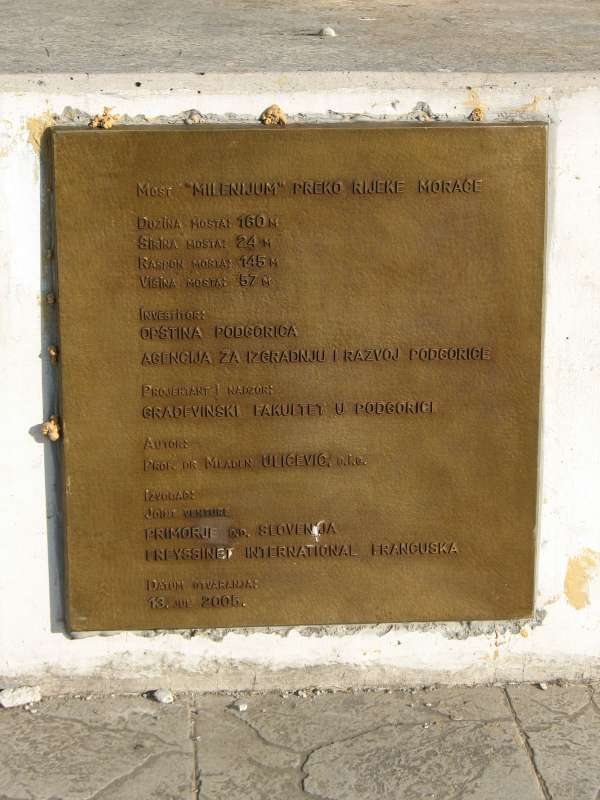 Most "MILENIJUM" PREKO RIJEKE MORAČE
Dužina mosta: 160 m
Širina mosta: 24 m
Raspon mosta: 145 m
Visina mosta: 57 m
Investitor:
OPŠTINA PODGORICA
AGENCIJA ZA IZGRADNJU I RAZVOJ PODGORICE
Projektant i nadzor:
GRAĐEVINSKI FAKULTET U PODGORICI
Autor:
Prof. dr Mladen ULIĆEVIĆ, d.i.g.
Izvođač:
Joint venture
PRIMORJE d.d. SLOVENIJA
FREYSSINET INTERNATIONAL FRANCUSKA
Datum otvaranja:
13. jul 2005.